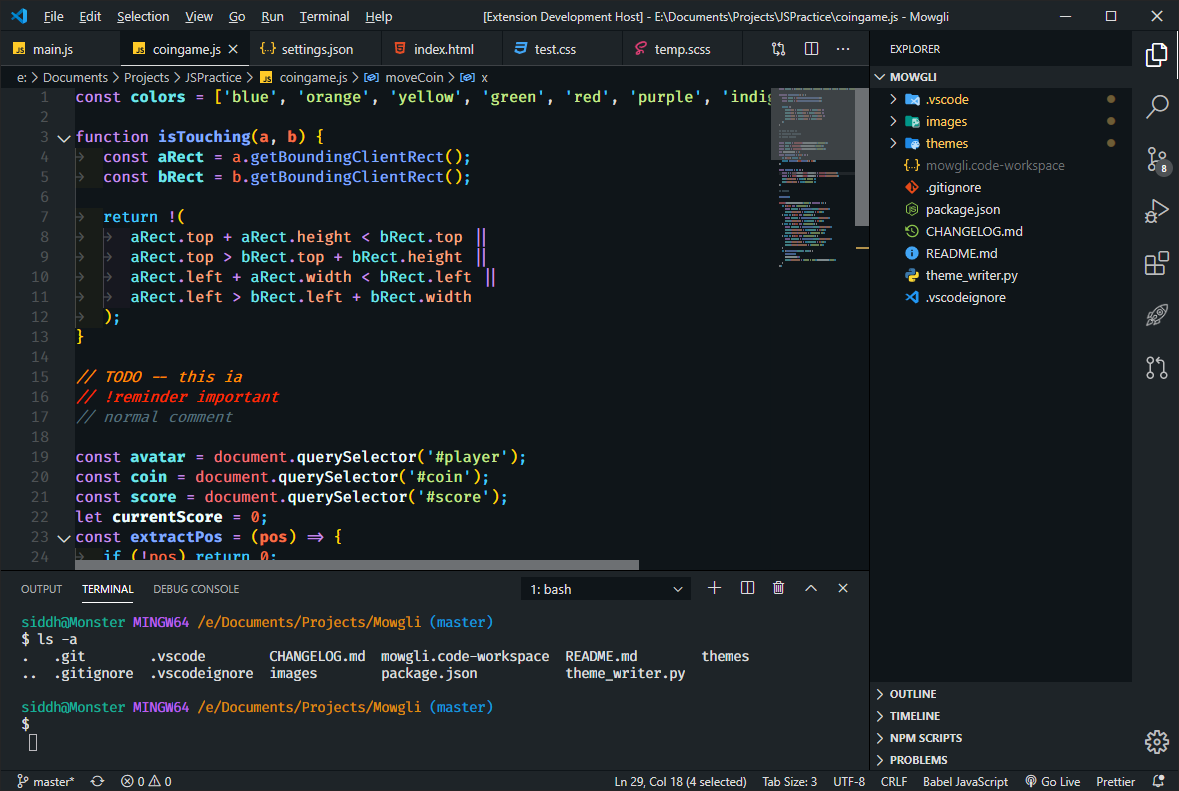 File Edit Selection View Go Run Terminal Help [Extension Development Host] - E:\Documents\Projects\JSPractice\coingame.js - Mowgli
main.js coingame.js settings.json index.html test.css temp.scss
e: > Documents > Projects > JSPractice > coingame.js > moveCoin > x
1 const colors = ['blue', 'orange', 'yellow', 'green', 'red', 'purple', 'indig
2
3 function isTouching(a, b) {
4 const aRect = a.getBoundingClientRect();
5 const bRect = b.getBoundingClientRect();
6
7 return !(
8 aRect.top + aRect.height < bRect.top ||
9 aRect.top > bRect.top + bRect.height ||
10 aRect.left + aRect.width < bRect.left ||
11 aRect.left > bRect.left + bRect.width
12 );
13 }
14
15 // TODO -- this ia
16 // !reminder important
17 // normal comment
18
19 const avatar = document.querySelector('#player');
20 const coin = document.querySelector('#coin');
21 const score = document.querySelector('#score');
22 let currentScore = 0;
23 const extractPos = (pos) => {
24 if (!pos) return 0;
OUTPUT TERMINAL DEBUG CONSOLE 1: bash
siddh@Monster MINGW64 /e/Documents/Projects/Mowgli (master)
$ ls -a
. .git .vscode CHANGELOG.md mowgli.code-workspace README.md themes
.. .gitignore .vscodeignore images package.json theme_writer.py
siddh@Monster MINGW64 /e/Documents/Projects/Mowgli (master)
$
EXPLORER
MOWGLI
.vscode
images
themes
mowgli.code-workspace
.gitignore
package.json
CHANGELOG.md
README.md
theme_writer.py
.vscodeignore
OUTLINE
TIMELINE
NPM SCRIPTS
PROBLEMS
8
master* 0 0 Ln 29, Col 18 (4 selected) Tab Size: 3 UTF-8 CRLF Babel JavaScript Go Live Prettier